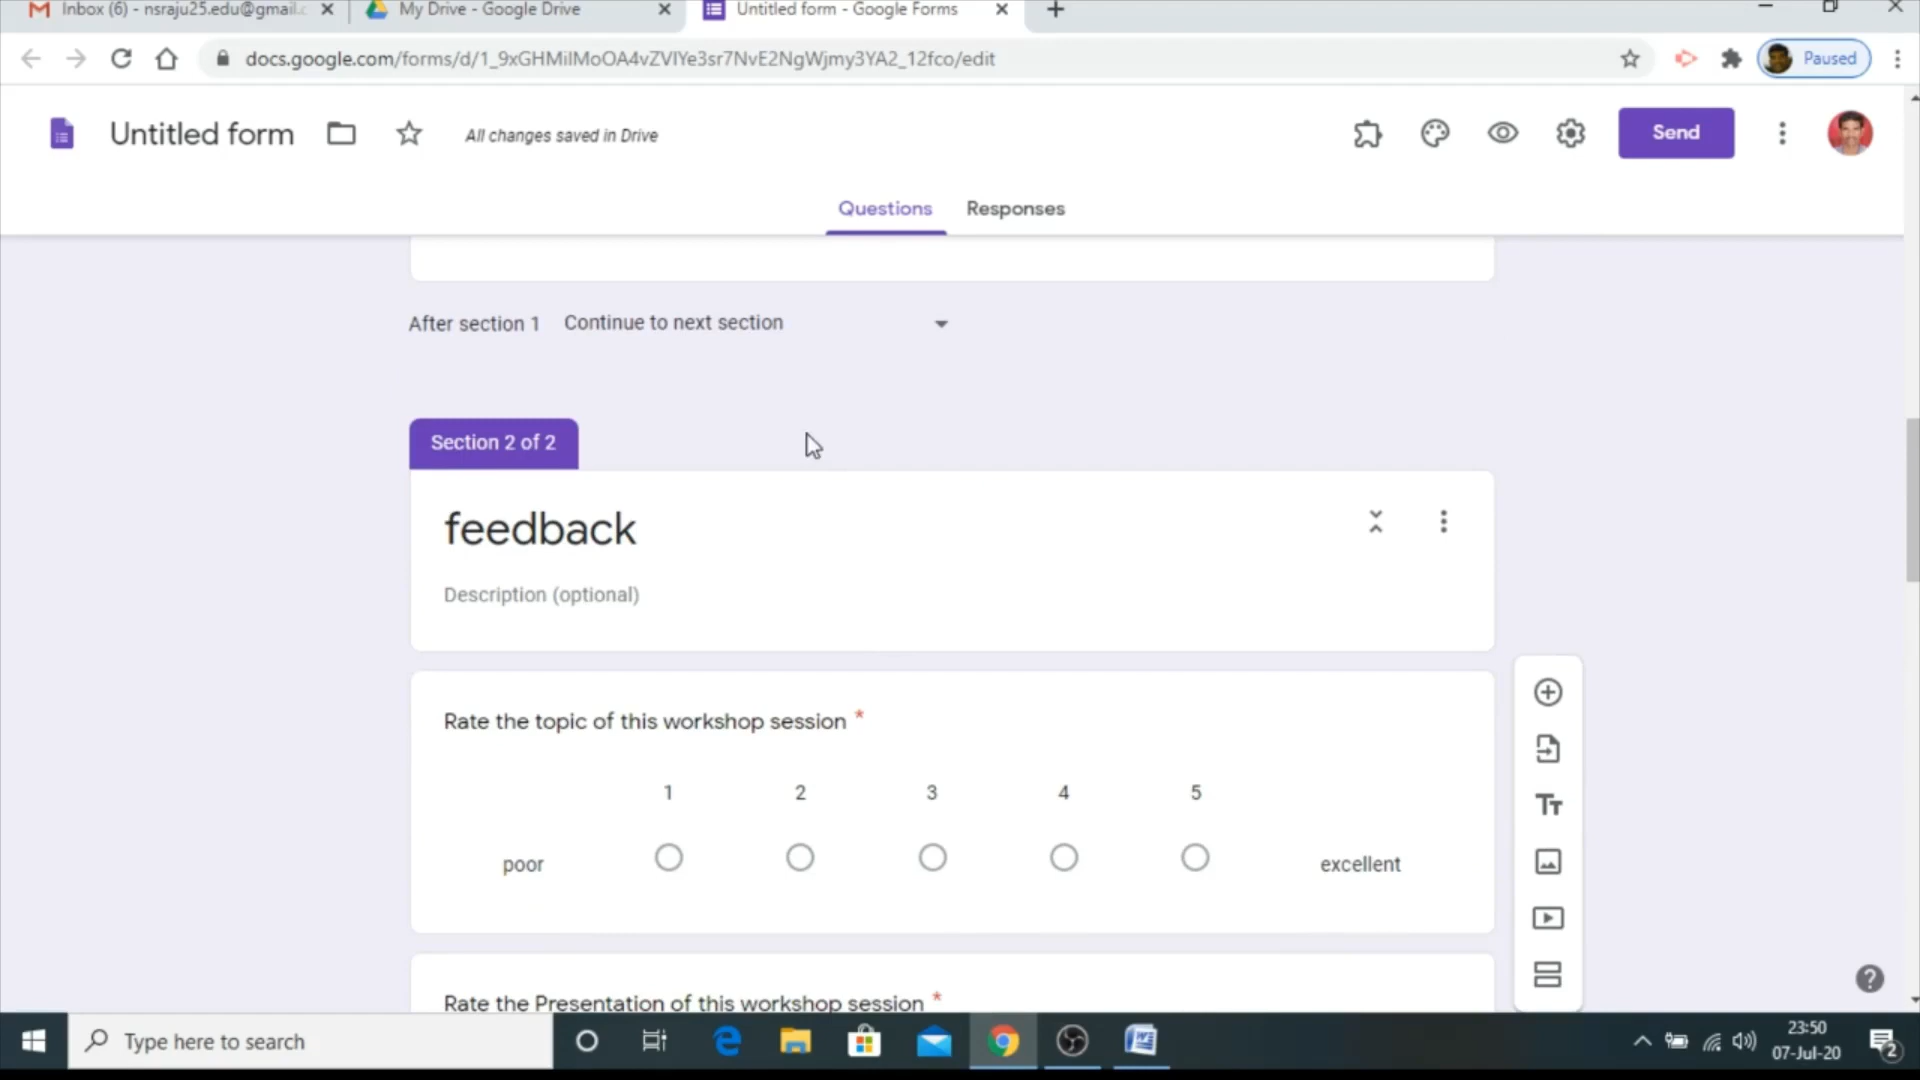 Inbox (6) - nsraju25.edu@gmail.c
My Drive - Google Drive
Untitled form - Google Forms
docs.google.com/forms/d/1_9xGHMilMoOA4vZVIYe3sr7NvE2NgWjmy3YA2_12fco/edit
Paused
Untitled form
All changes saved in Drive
Send
Questions
Responses
After section 1 Continue to next section
Section 2 of 2
feedback
Description (optional)
Rate the topic of this workshop session *
1 2 3 4 5
poor excellent
Rate the Presentation of this workshop session *
Type here to search
23:50
07-Jul-20
2